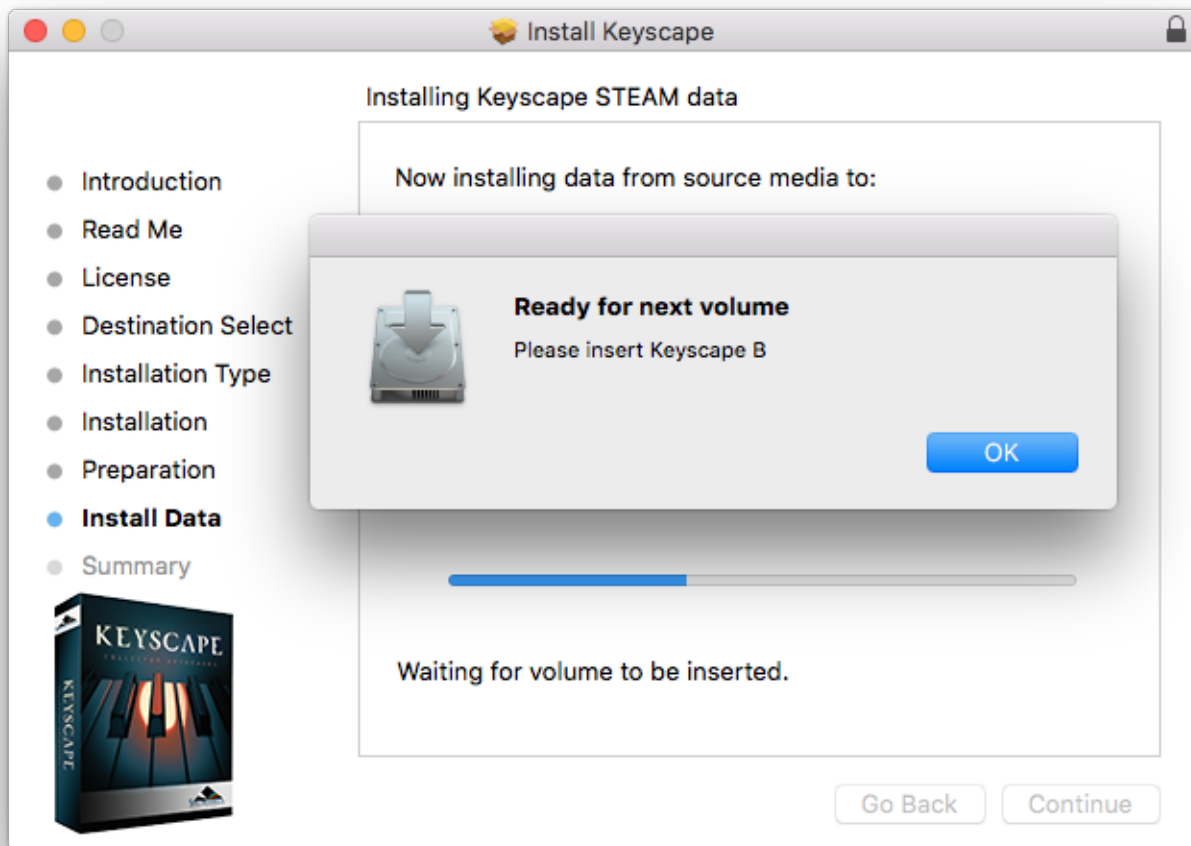 Install Keyscape
Installing Keyscape STEAM data
Introduction
Read Me
License
Destination Select
Installation Type
Installation
Preparation
Install Data
Summary
Now installing data from source media to:
Ready for next volume
Please insert Keyscape B
OK
Waiting for volume to be inserted.
KEYSCAPE
COLLECTOR KEYBOARDS
KEYSCAPE
Go Back
Continue